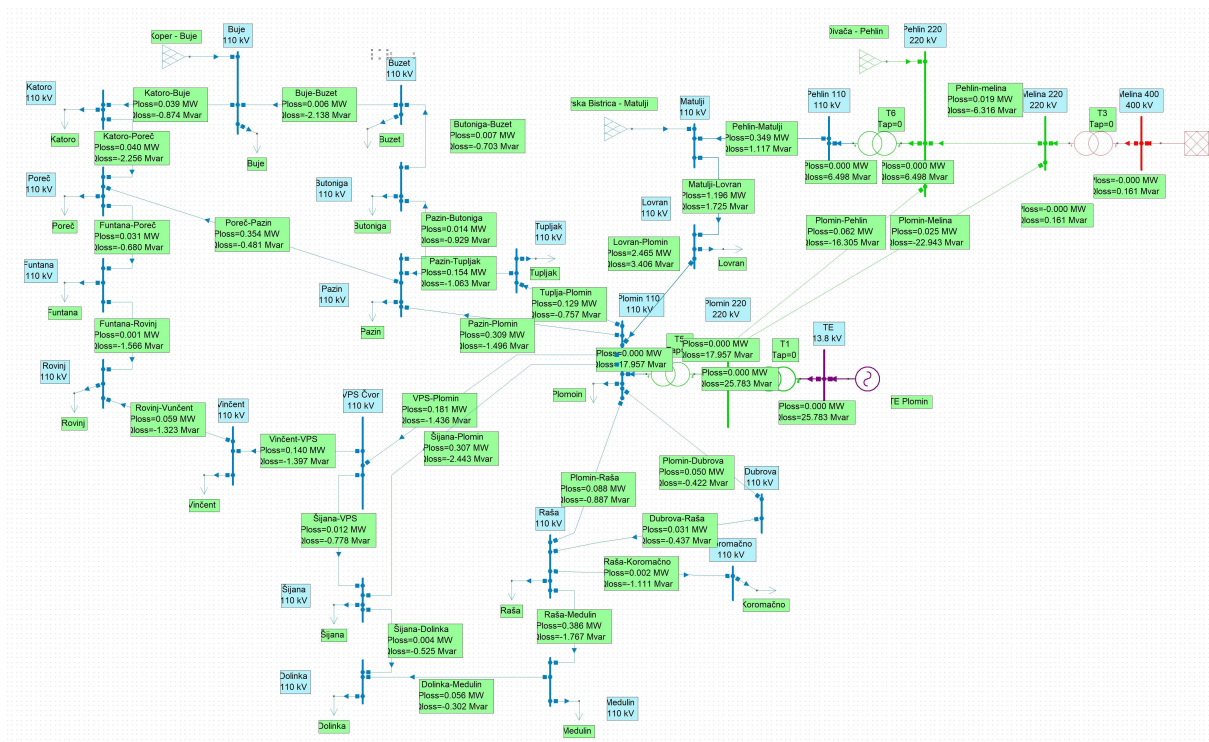 Koper - Buje
Buje
110 kV
Buzet
110 kV
Divača - Pehlin
Pehlin 220
220 kV
Katoro
110 kV
Katoro-Buje
Ploss=0.039 MW
Qloss=-0.874 Mvar
Buje-Buzet
Ploss=0.006 MW
Qloss=-2.138 Mvar
Katoro
Buje
Buzet
Butoniga-Buzet
Ploss=0.007 MW
Qloss=-0.703 Mvar
rska Bistrica - Matulji
Matulji
110 kV
Pehlin 110
110 kV
T6
Tap=0
Pehlin-melina
Ploss=0.019 MW
Qloss=-6.316 Mvar
Melina 220
220 kV
T3
Tap=0
Melina 400
400 kV
Pehlin-Matulji
Ploss=0.349 MW
Qloss=1.117 Mvar
Ploss=0.000 MW
Qloss=6.498 Mvar
Ploss=0.000 MW
Qloss=6.498 Mvar
Ploss=-0.000 MW
Qloss=0.161 Mvar
Ploss=-0.000 MW
Qloss=0.161 Mvar
Katoro-Poreč
Ploss=0.040 MW
Qloss=-2.256 Mvar
Poreč
110 kV
Poreč
Butoniga
110 kV
Butoniga
Matulji-Lovran
Ploss=1.196 MW
Qloss=1.725 Mvar
Lovran
110 kV
Lovran
Funtana-Poreč
Ploss=0.031 MW
Qloss=-0.680 Mvar
Poreč-Pazin
Ploss=0.354 MW
Qloss=-0.481 Mvar
Pazin-Butoniga
Ploss=0.014 MW
Qloss=-0.929 Mvar
Tupljak
110 kV
Tupljak
Lovran-Plomin
Ploss=2.465 MW
Qloss=3.406 Mvar
Plomin-Pehlin
Ploss=0.062 MW
Qloss=-16.305 Mvar
Plomin-Melina
Ploss=0.025 MW
Qloss=-22.943 Mvar
Funtana
110 kV
Funtana
Pazin-Tupljak
Ploss=0.154 MW
Qloss=-1.063 Mvar
Pazin
110 kV
Pazin
Tuplja-Plomin
Ploss=0.129 MW
Qloss=-0.757 Mvar
Pazin-Plomin
Ploss=0.309 MW
Qloss=-1.496 Mvar
Plomin 110
110 kV
Plomin 220
220 kV
TE
13.8 kV
T5
Ploss=0.000 MW
Qloss=17.957 Mvar
Ploss=0.000 MW
Qloss=17.957 Mvar
T1
Tap=0
Ploss=0.000 MW
Qloss=25.783 Mvar
Ploss=0.000 MW
Qloss=25.783 Mvar
TE Plomin
Plomoin
Funtana-Rovinj
Ploss=0.001 MW
Qloss=-1.566 Mvar
Rovinj
110 kV
Rovinj
Rovinj-Vunčent
Ploss=0.059 MW
Qloss=-1.323 Mvar
Vinčent
110 kV
Vinčent
Vinčent-VPS
Ploss=0.140 MW
Qloss=-1.397 Mvar
VPS Čvor
110 kV
VPS-Plomin
Ploss=0.181 MW
Qloss=-1.436 Mvar
Šijana-Plomin
Ploss=0.307 MW
Qloss=-2.443 Mvar
Plomin-Dubrova
Ploss=0.050 MW
Qloss=-0.422 Mvar
Dubrova
110 kV
Plomin-Raša
Ploss=0.088 MW
Qloss=-0.887 Mvar
Šijana-VPS
Ploss=0.012 MW
Qloss=-0.778 Mvar
Raša
110 kV
Dubrova-Raša
Ploss=0.031 MW
Qloss=-0.437 Mvar
oromačno
110 kV
Raša-Koromačno
Ploss=0.002 MW
Qloss=-1.111 Mvar
Koromačno
Šijana
110 kV
Šijana
Raša
Raša-Medulin
Ploss=0.386 MW
Qloss=-1.767 Mvar
Šijana-Dolinka
Ploss=0.004 MW
Qloss=-0.525 Mvar
Dolinka
110 kV
Dolinka
Dolinka-Medulin
Ploss=0.056 MW
Qloss=-0.302 Mvar
Medulin
110 kV
Medulin